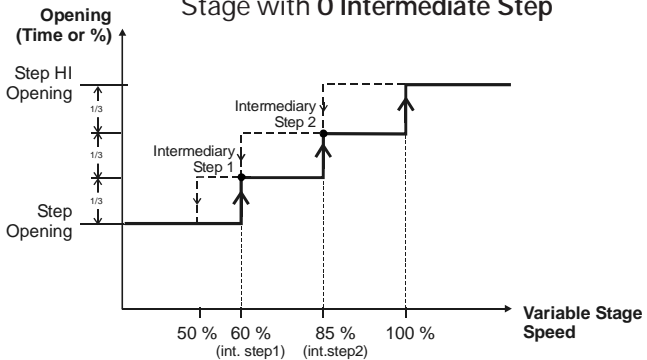 Stage with 0 Intermediate Step
Opening
(Time or %)
Step HI
Opening
1/3
1/3
1/3
Intermediary
Step 2
Intermediary
Step 1
Step
Opening
50 %
60 %
85 %
100 %
(int. step1)
(int.step2)
Variable Stage
Speed